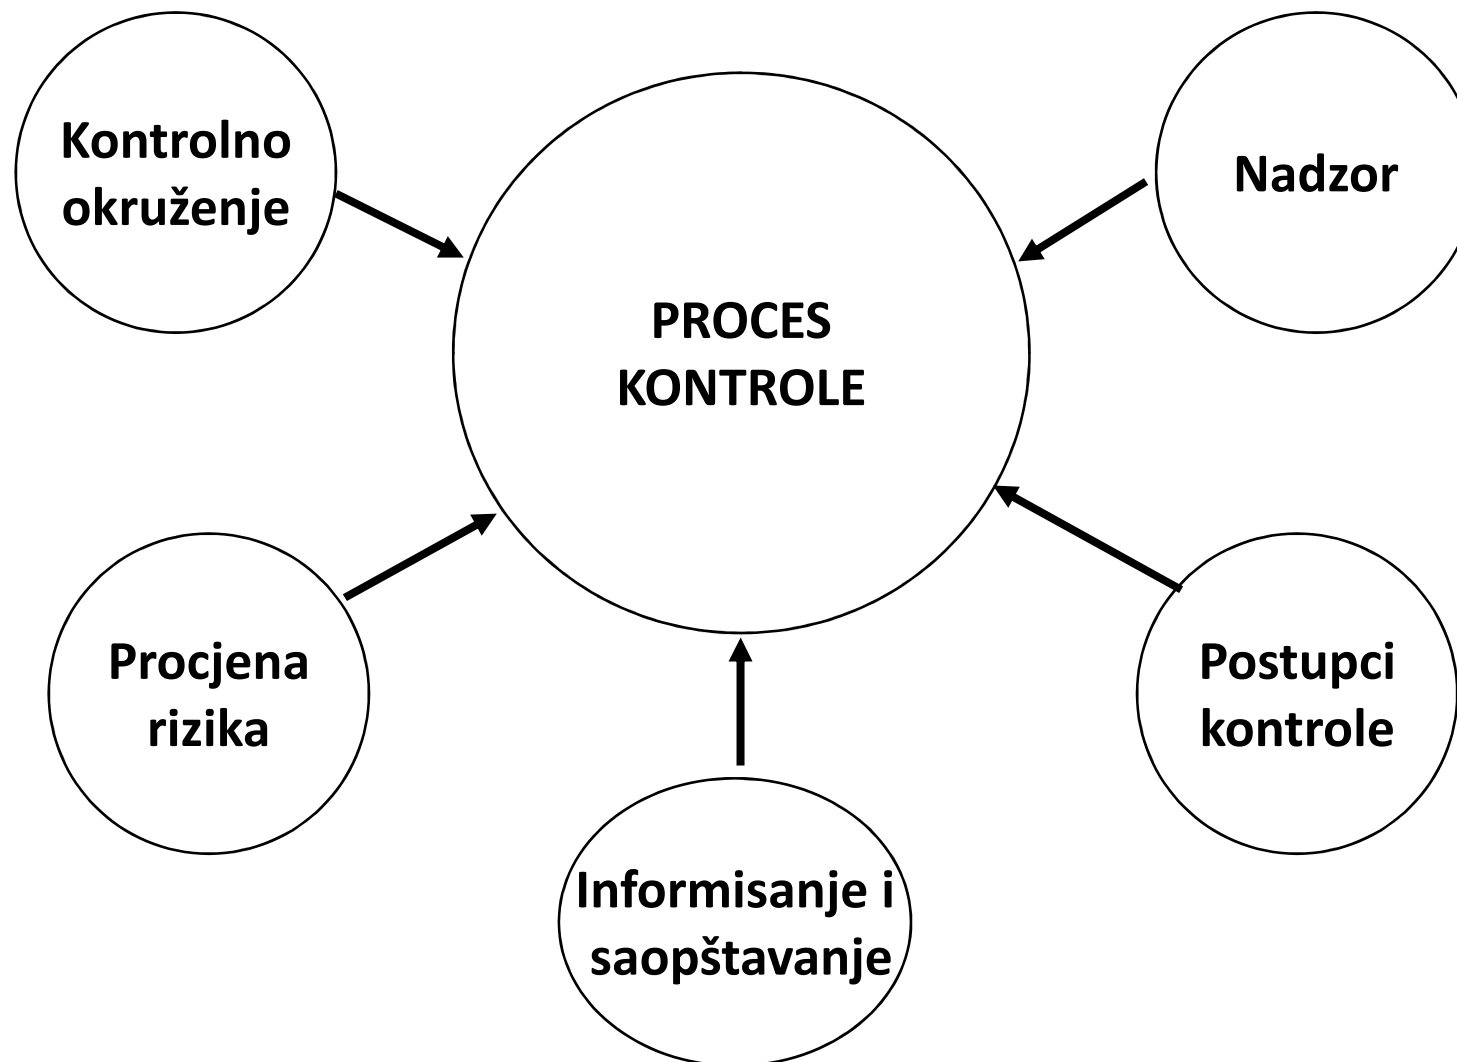 Kontrolno
okruženje
Nadzor
PROCES
KONTROLE
Procjena
rizika
Postupci
kontrole
Informisanje i
saopštavanje